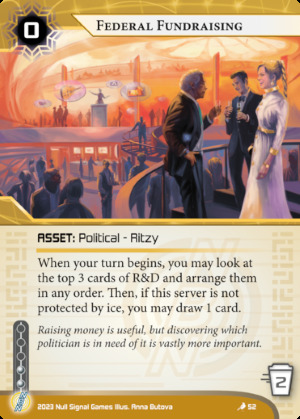 0
FEDERAL FUNDRAISING
ASSET: Political - Ritzy
When your turn begins, you may look at
the top 3 cards of R&D and arrange them
in any order. Then, if this server is not
protected by ice, you may draw 1 card.
Raising money is useful, but discovering which
politician is in need of it is vastly more important.
2
2023 Null Signal Games Illus. Anna Butova
52